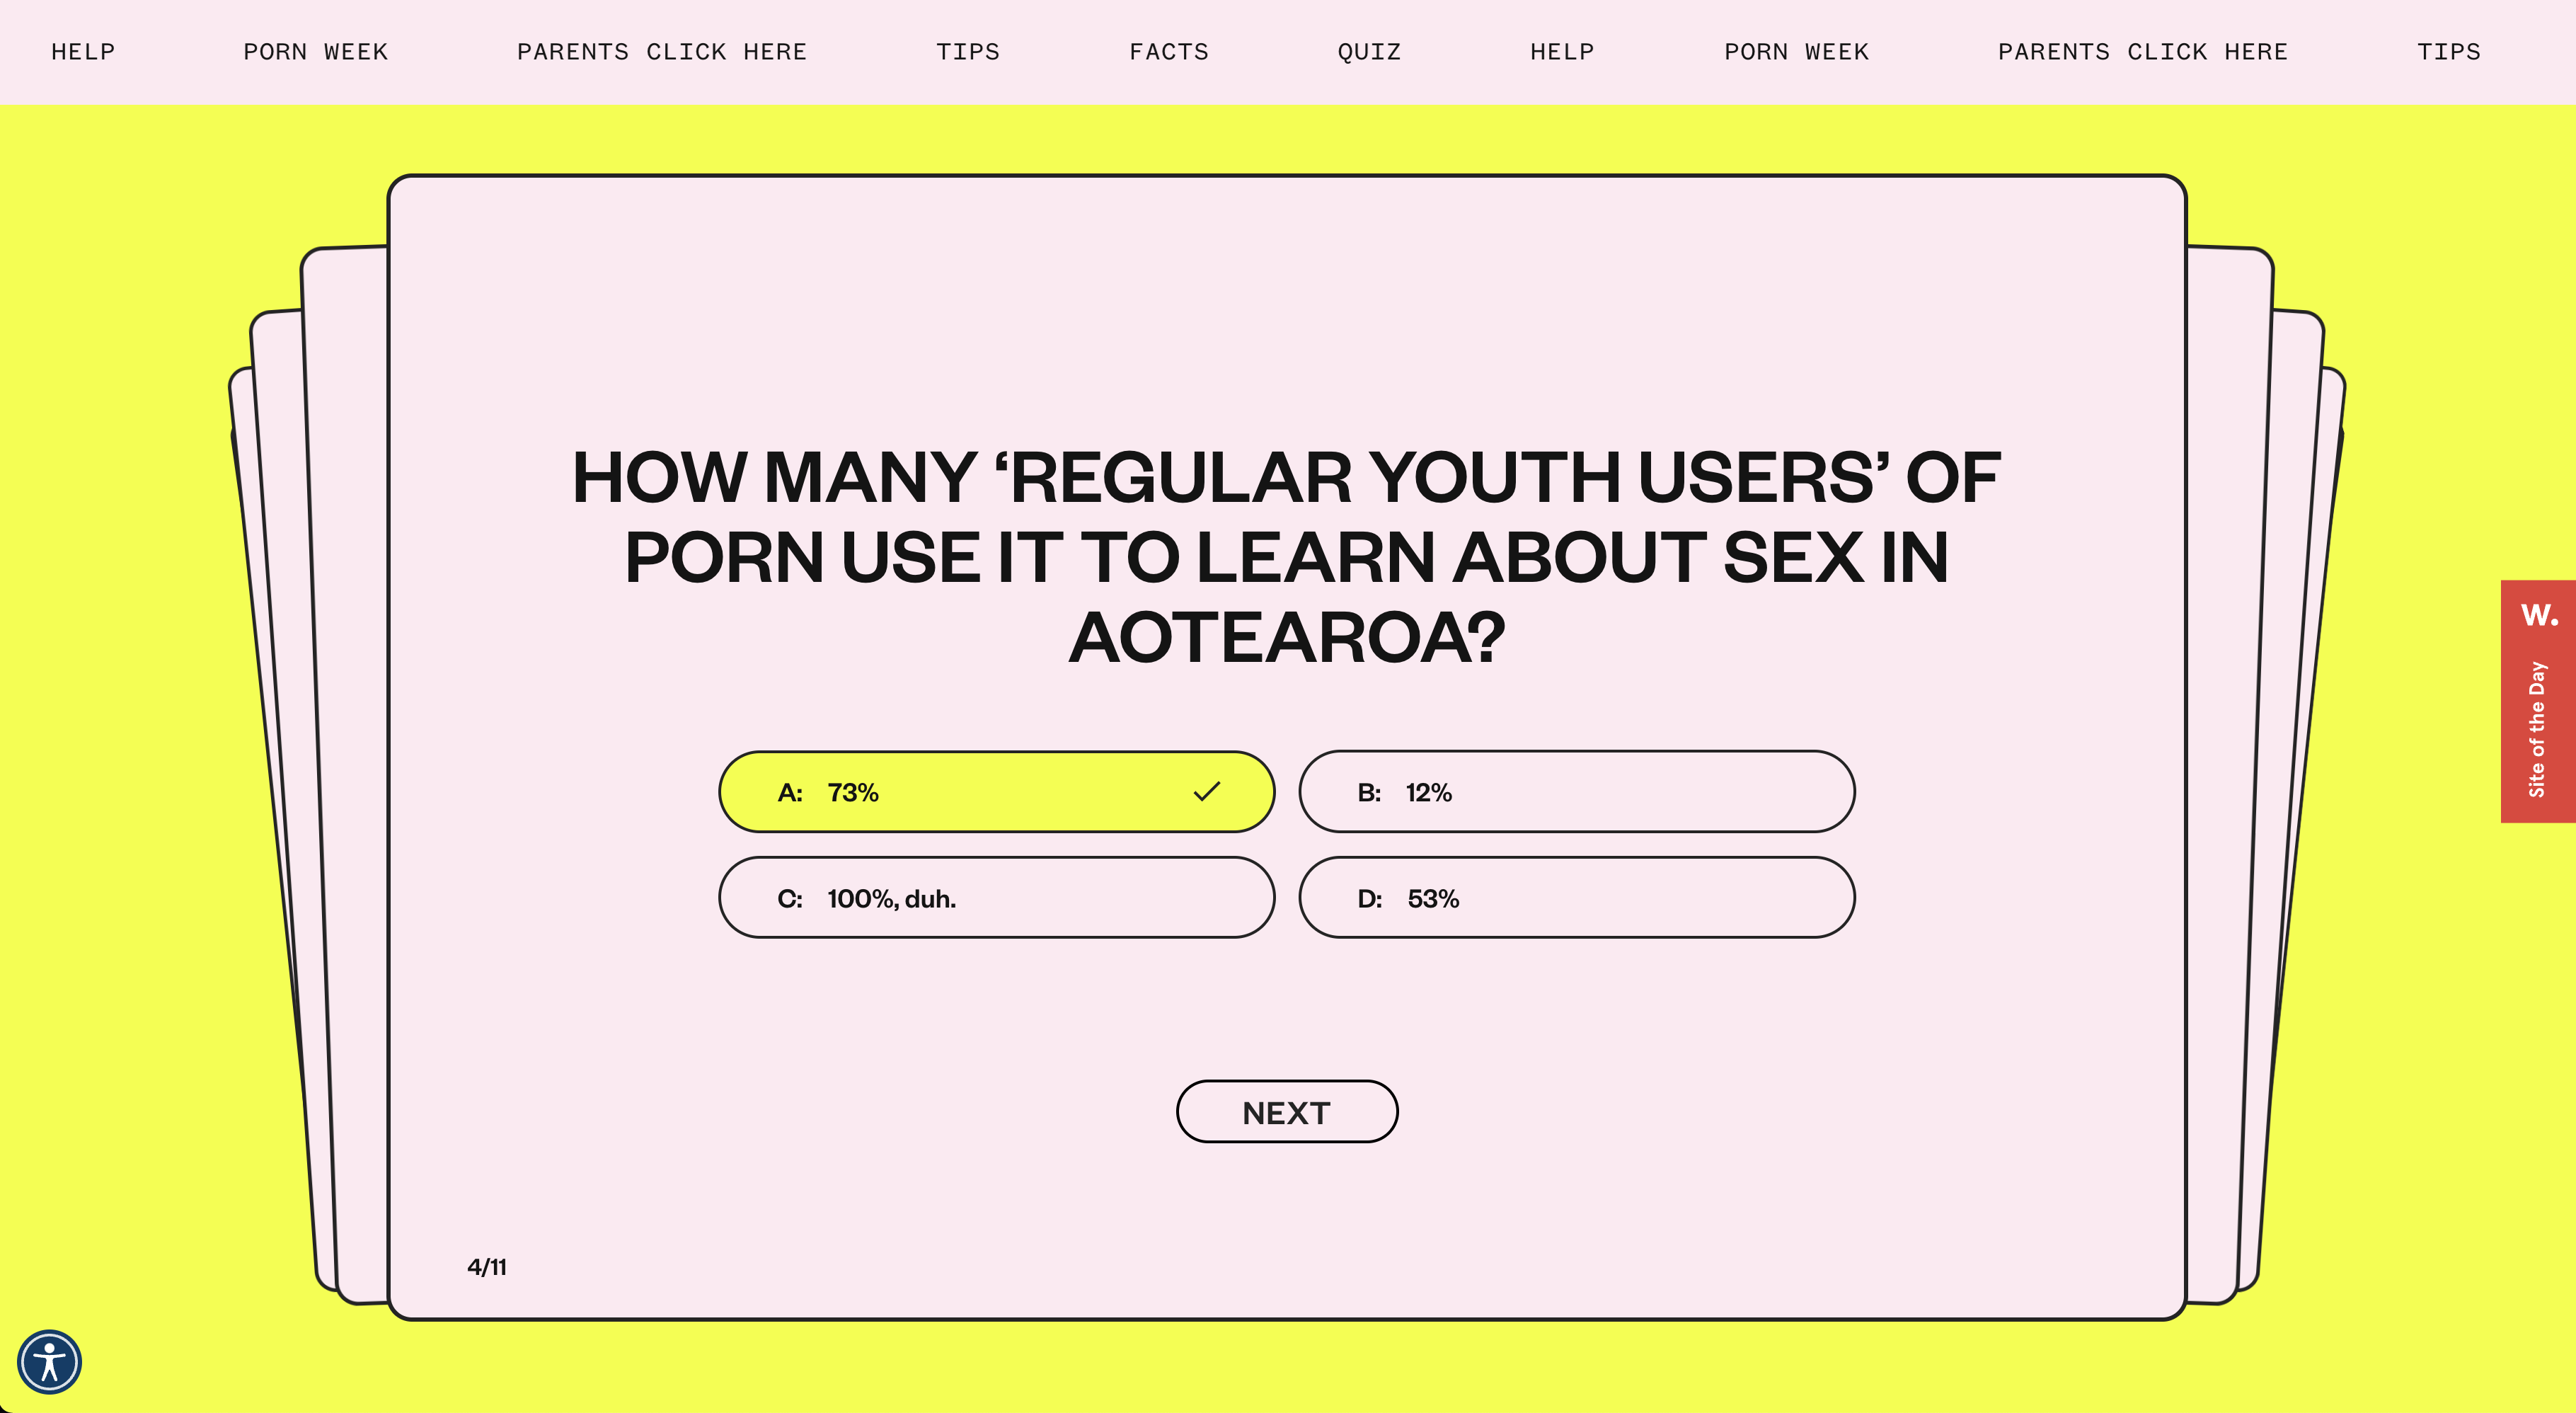 HELP PORN WEEK PARENTS CLICK HERE TIPS FACTS QUIZ HELP PORN WEEK PARENTS CLICK HERE TIPS
HOW MANY ‘REGULAR YOUTH USERS’ OF
PORN USE IT TO LEARN ABOUT SEX IN
AOTEAROA?
A: 73%
B: 12%
C: 100%, duh.
D: 53%
NEXT
4/11
W.
Site of the Day